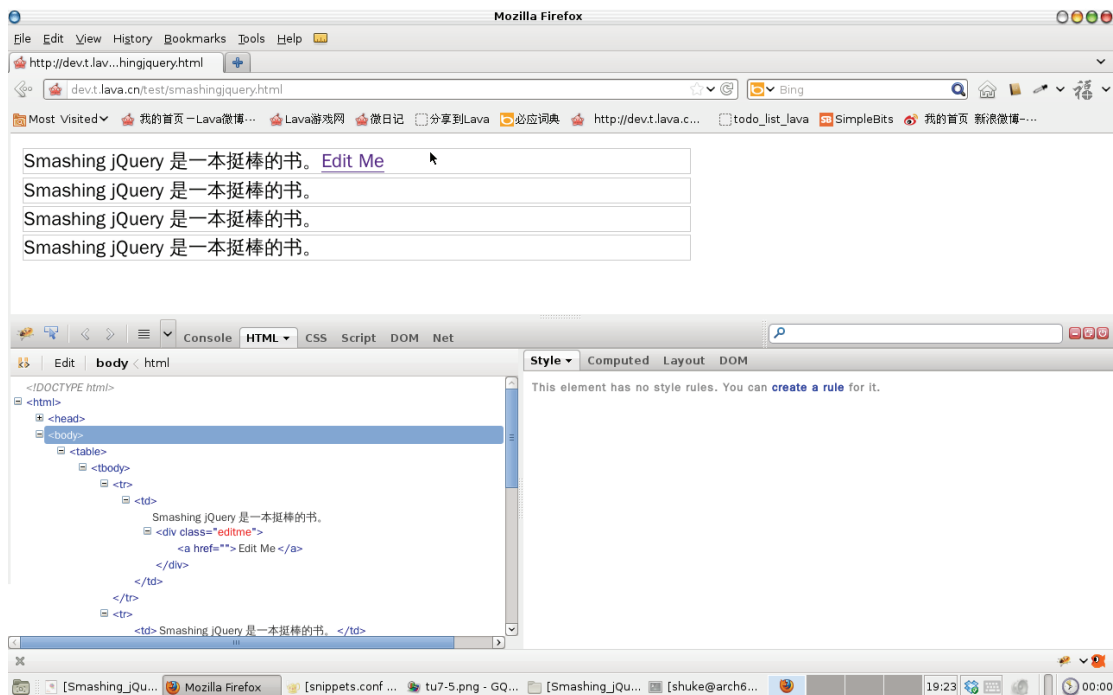 Mozilla Firefox
File Edit View History Bookmarks Tools Help
http://dev.t.lav...hingjquery.html
dev.t.lava.cn/test/smashingjquery.html
Bing
福
Most Visited 我的首页－Lava微博… Lava游戏网 微日记 分享到Lava 必应词典 http://dev.t.lava.c... todo_list_lava SB SimpleBits 我的首页 新浪微博-…
Smashing jQuery 是一本挺棒的书。Edit Me
Smashing jQuery 是一本挺棒的书。
Smashing jQuery 是一本挺棒的书。
Smashing jQuery 是一本挺棒的书。
Console HTML CSS Script DOM Net
Edit body < html
Style Computed Layout DOM
This element has no style rules. You can create a rule for it.
<!DOCTYPE html>
<html>
<head>
<body>
<table>
<tbody>
<tr>
<td>
Smashing jQuery 是一本挺棒的书。
<div class="editme">
<a href=""> Edit Me </a>
</div>
</td>
</tr>
<tr>
<td> Smashing jQuery 是一本挺棒的书。 </td>
[Smashing_jQu... Mozilla Firefox [snippets.conf ... tu7-5.png - GQ... [Smashing_jQu... [shuke@arch6... 19:23 00:00